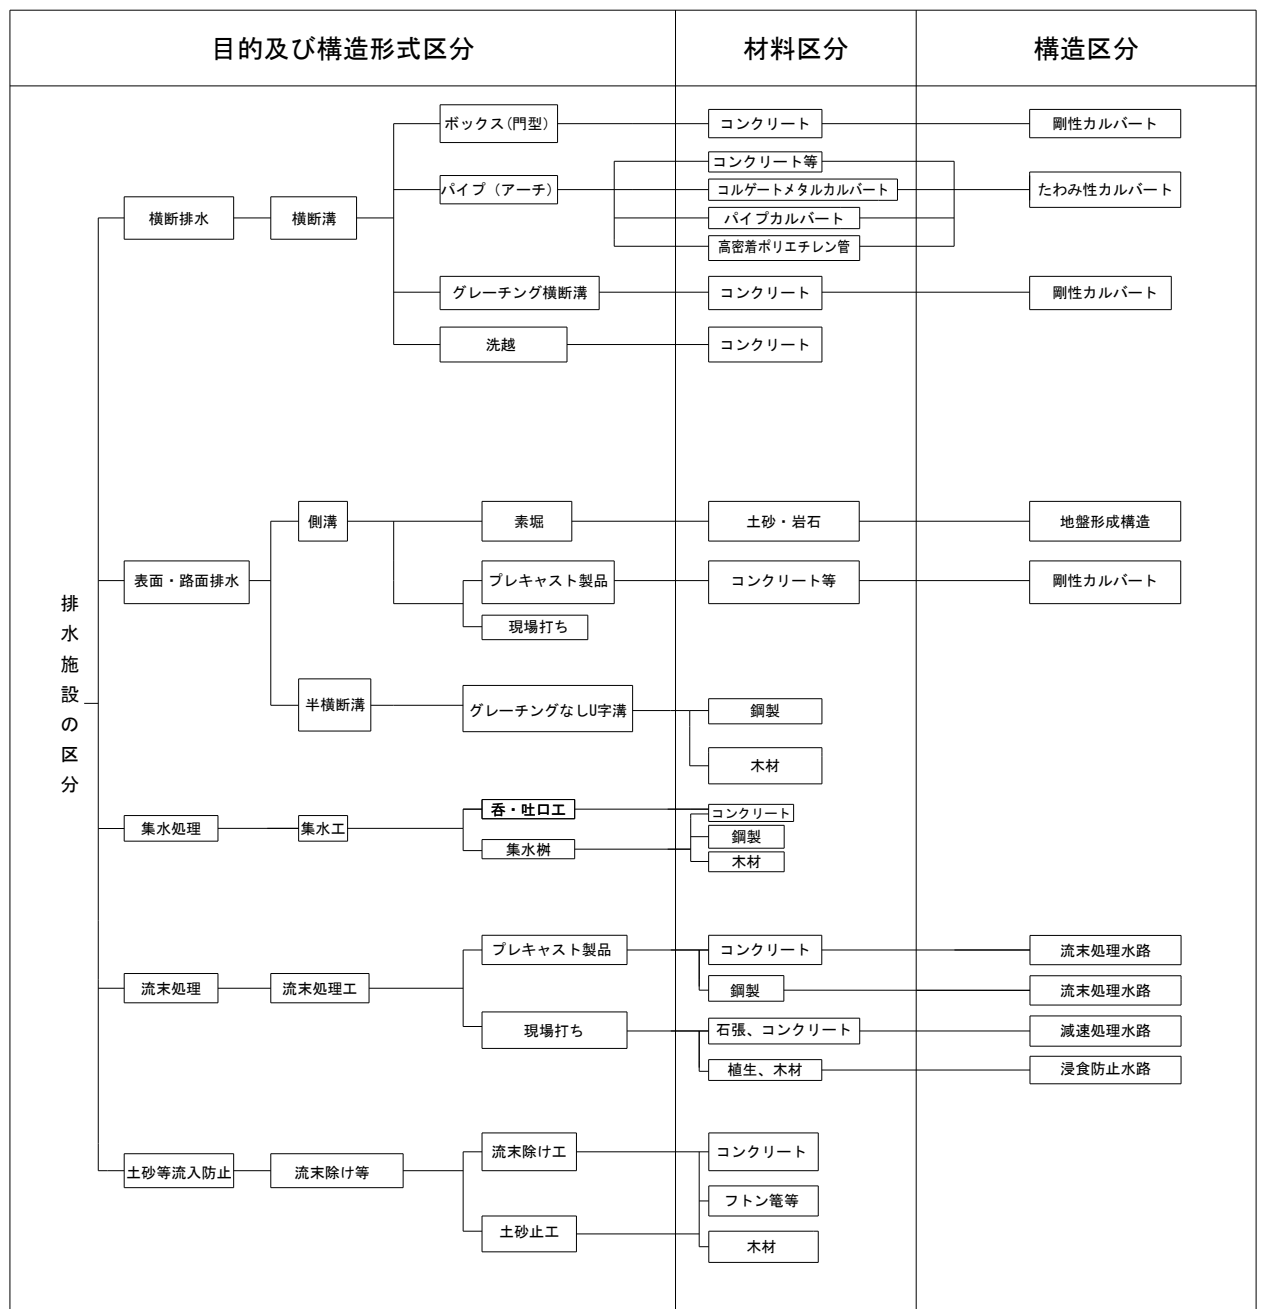 目的及び構造形式区分
材料区分
構造区分
排水施設の区分
横断排水
横断溝
ボックス(門型)
コンクリート
剛性カルバート
パイプ（アーチ）
コンクリート等
コルゲートメタルカルバート
パイプカルバート
高密着ポリエチレン管
たわみ性カルバート
グレーチング横断溝
コンクリート
剛性カルバート
洗越
コンクリート
表面・路面排水
側溝
素堀
土砂・岩石
地盤形成構造
プレキャスト製品
コンクリート等
剛性カルバート
現場打ち
半横断溝
グレーチングなしU字溝
鋼製
木材
集水処理
集水工
呑・吐口工
集水桝
コンクリート
鋼製
木材
流末処理
流末処理工
プレキャスト製品
コンクリート
流末処理水路
鋼製
流末処理水路
現場打ち
石張、コンクリート
減速処理水路
植生、木材
浸食防止水路
土砂等流入防止
流末除け等
流末除け工
コンクリート
フトン篭等
土砂止工
木材